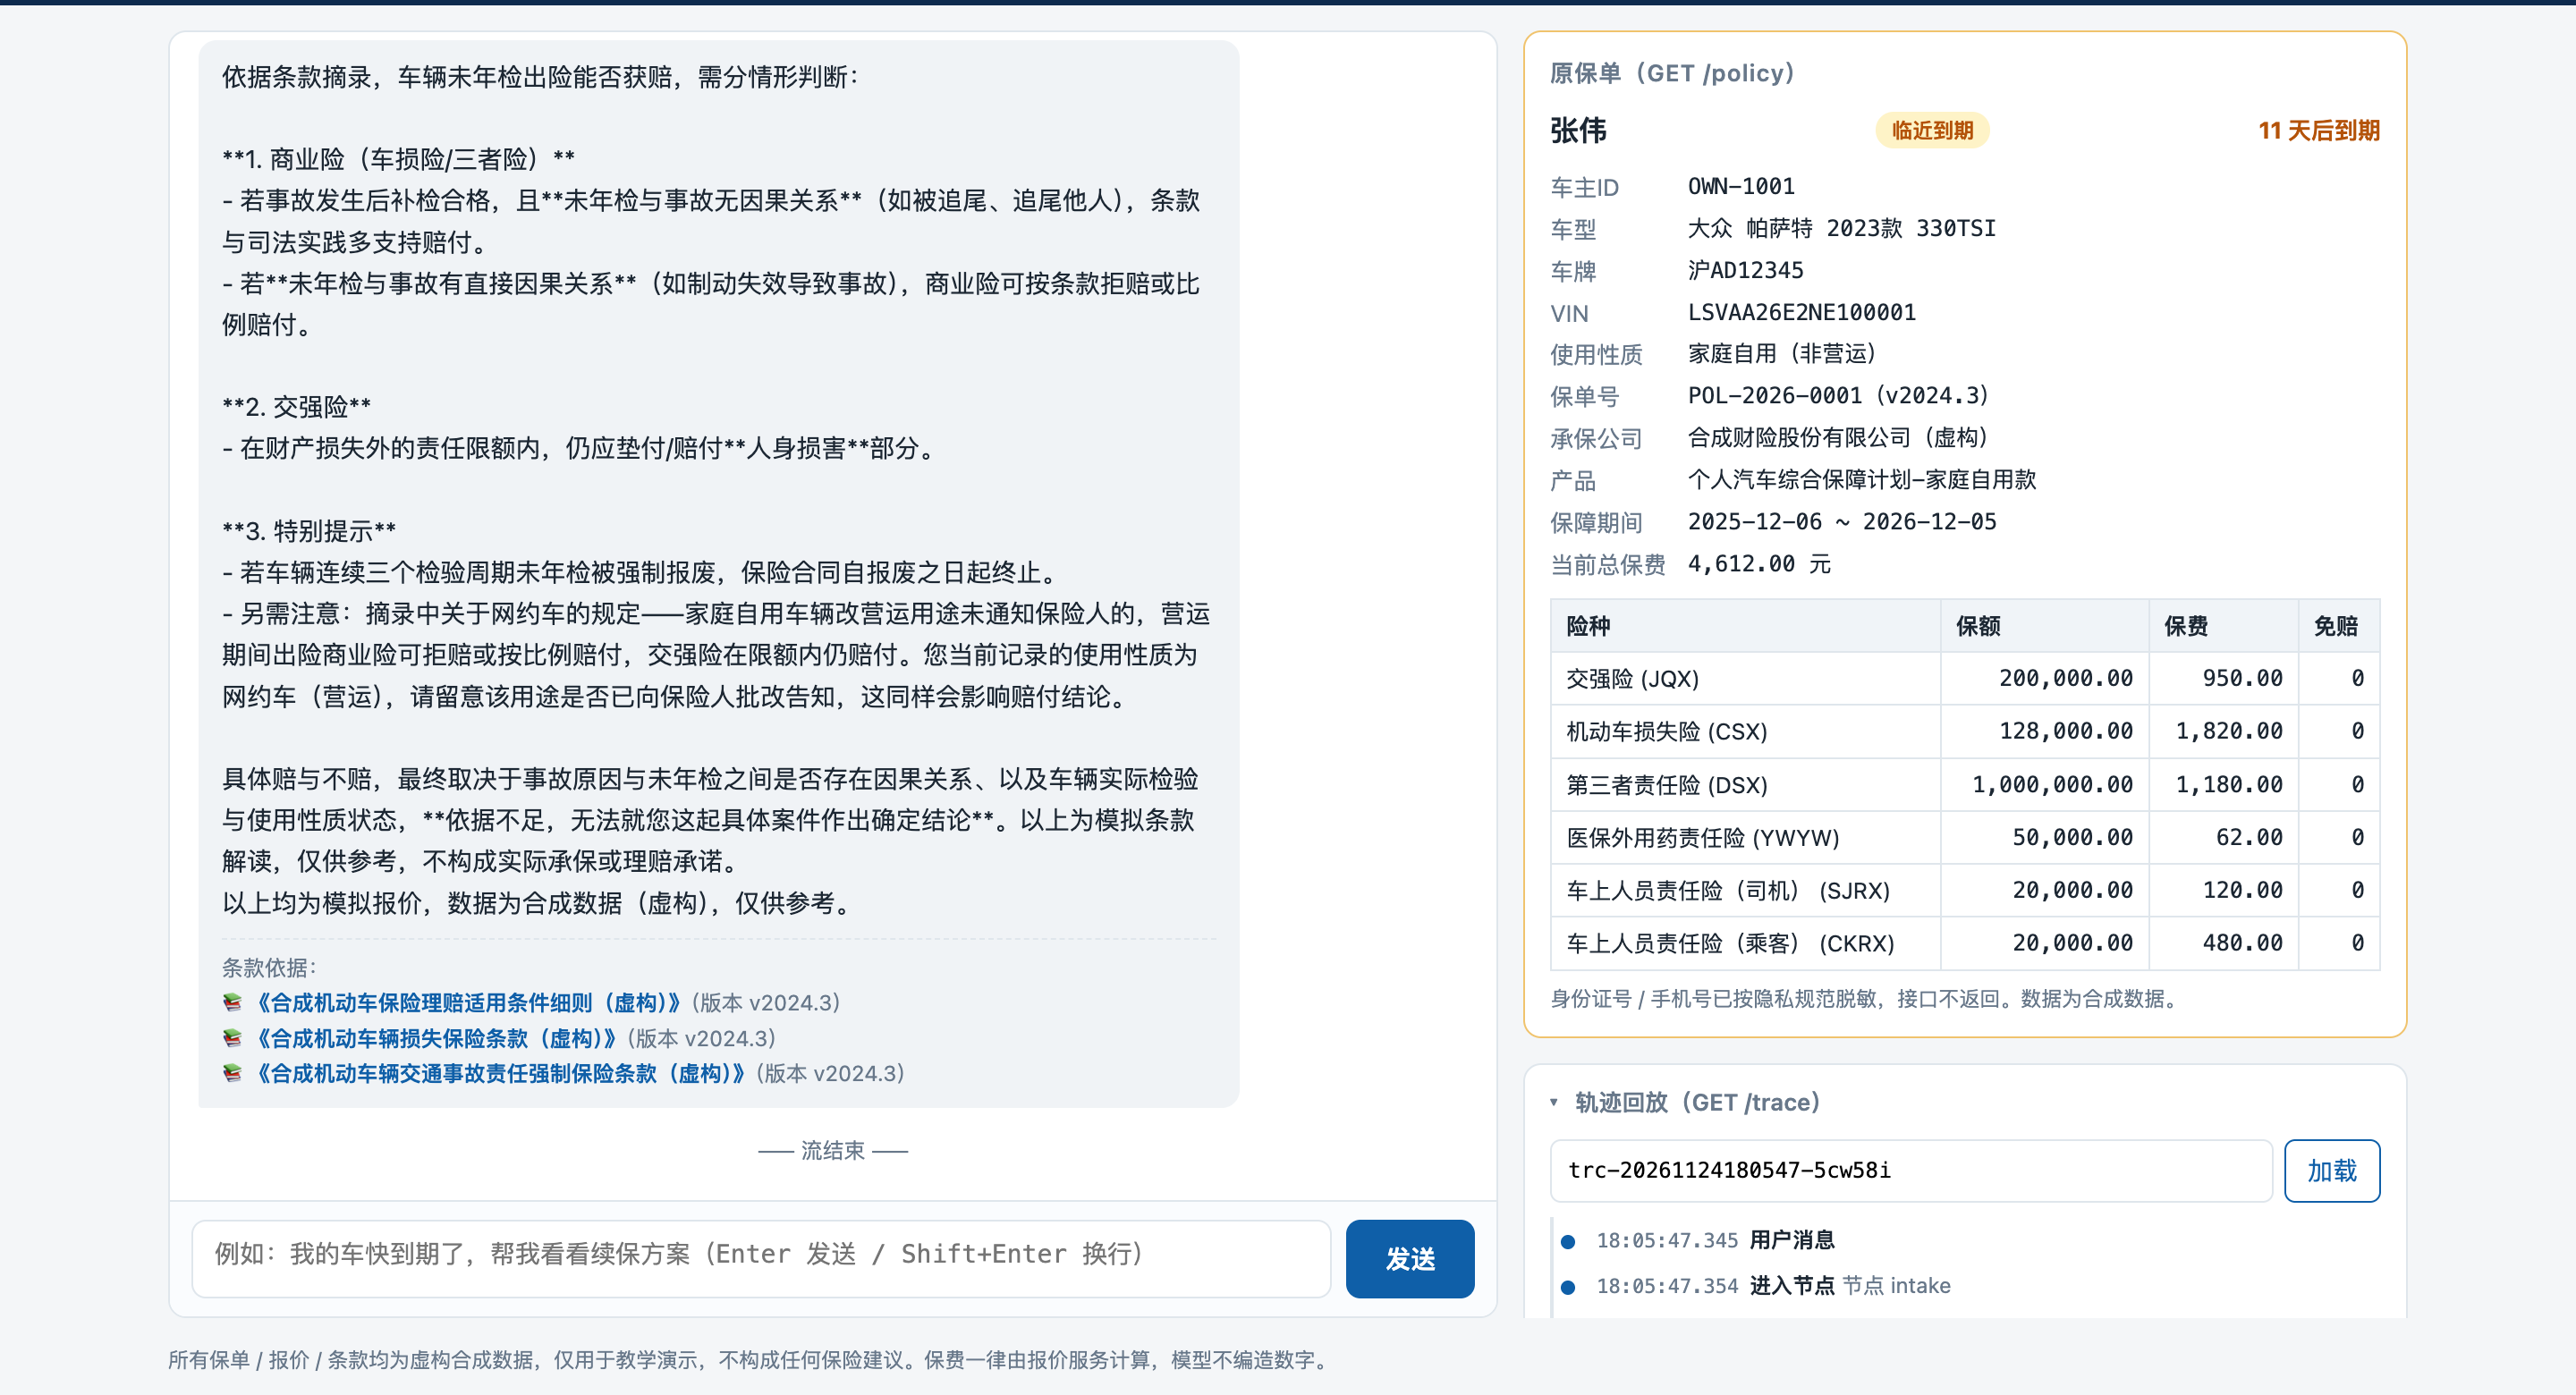 依据条款摘录，车辆未年检出险能否获赔，需分情形判断：
**1. 商业险（车损险/三者险）**
- 若事故发生后补检合格，且**未年检与事故无因果关系**（如被追尾、追尾他人），条款
与司法实践多支持赔付。
- 若**未年检与事故有直接因果关系**（如制动失效导致事故），商业险可按条款拒赔或比
例赔付。
**2. 交强险**
- 在财产损失外的责任限额内，仍应垫付/赔付**人身损害**部分。
**3. 特别提示**
- 若车辆连续三个检验周期未年检被强制报废，保险合同自报废之日起终止。
- 另需注意：摘录中关于网约车的规定——家庭自用车辆改营运用途未通知保险人的，营运
期间出险商业险可拒赔或按比例赔付，交强险在限额内仍赔付。您当前记录的使用性质为
网约车（营运），请留意该用途是否已向保险人批改告知，这同样会影响赔付结论。
具体赔与不赔，最终取决于事故原因与未年检之间是否存在因果关系、以及车辆实际检验
与使用性质状态，**依据不足，无法就您这起具体案件作出确定结论**。以上为模拟条款
解读，仅供参考，不构成实际承保或理赔承诺。
以上均为模拟报价，数据为合成数据（虚构），仅供参考。
条款依据：
📚 《合成机动车保险理赔适用条件细则（虚构）》（版本 v2024.3）
📚 《合成机动车辆损失保险条款（虚构）》（版本 v2024.3）
📚 《合成机动车辆交通事故责任强制保险条款（虚构）》（版本 v2024.3）
—— 流结束 ——
例如：我的车快到期了，帮我看看续保方案（Enter 发送 / Shift+Enter 换行）
发送
原保单（GET /policy）
张伟 临近到期 11 天后到期
车主ID OWN-1001
车型 大众 帕萨特 2023款 330TSI
车牌 沪AD12345
VIN LSVAA26E2NE100001
使用性质 家庭自用（非营运）
保单号 POL-2026-0001（v2024.3）
承保公司 合成财险股份有限公司（虚构）
产品 个人汽车综合保障计划-家庭自用款
保障期间 2025-12-06 ~ 2026-12-05
当前总保费 4,612.00 元
险种 保额 保费 免赔
交强险 (JQX) 200,000.00 950.00 0
机动车损失险 (CSX) 128,000.00 1,820.00 0
第三者责任险 (DSX) 1,000,000.00 1,180.00 0
医保外用药责任险 (YWYW) 50,000.00 62.00 0
车上人员责任险（司机） (SJRX) 20,000.00 120.00 0
车上人员责任险（乘客） (CKRX) 20,000.00 480.00 0
身份证号 / 手机号已按隐私规范脱敏，接口不返回。数据为合成数据。
▾ 轨迹回放（GET /trace）
trc-20261124180547-5cw58i 加载
18:05:47.345 用户消息
18:05:47.354 进入节点 节点 intake
所有保单 / 报价 / 条款均为虚构合成数据，仅用于教学演示，不构成任何保险建议。保费一律由报价服务计算，模型不编造数字。